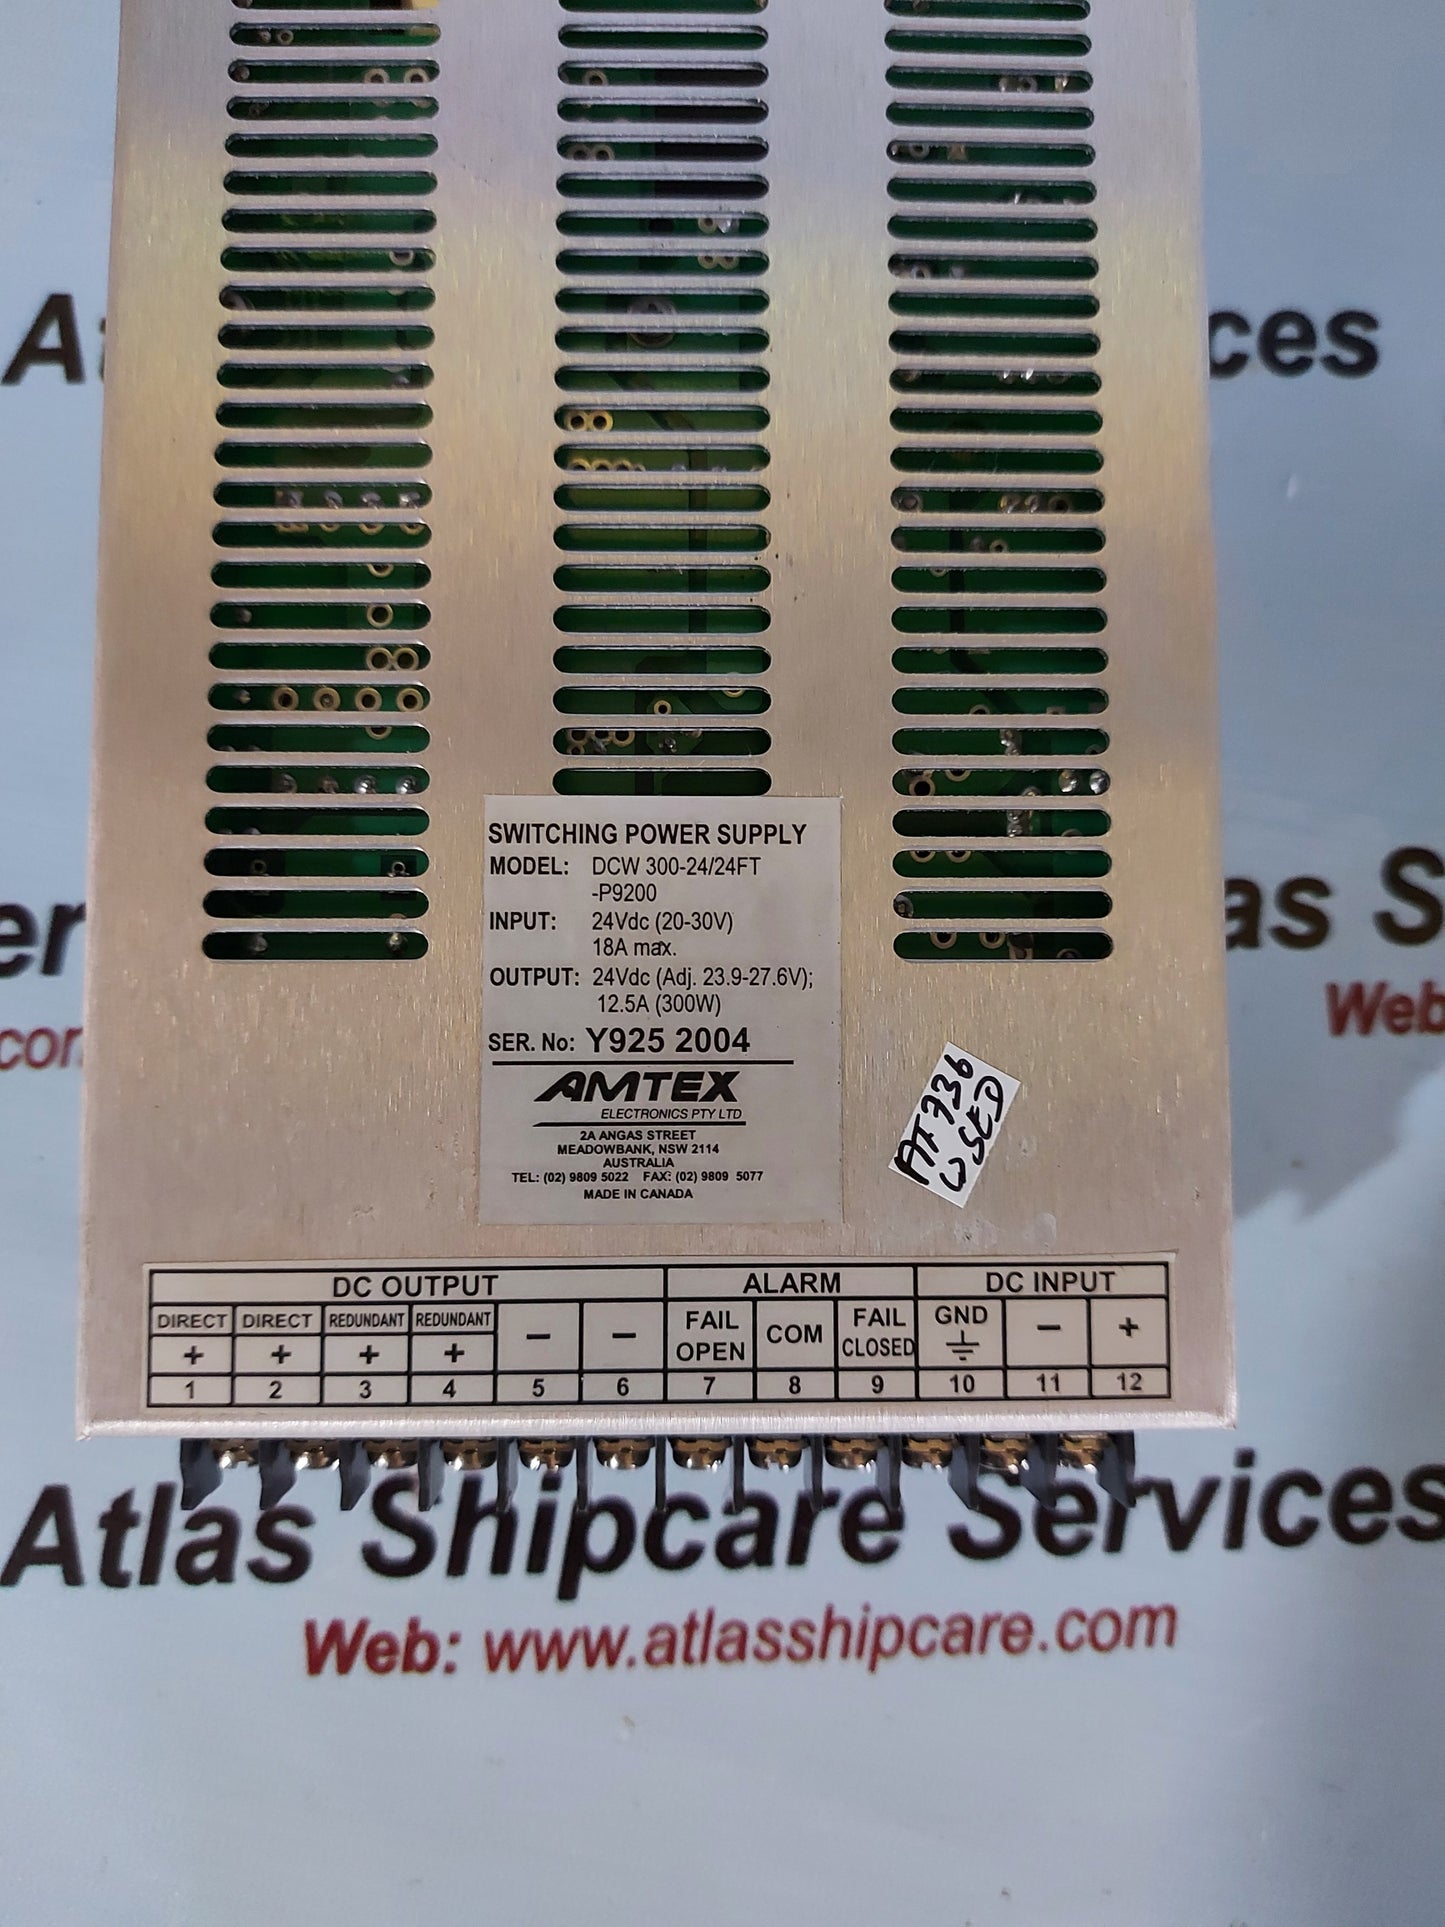 SWITCHING POWER SUPPLY
MODEL: DCW 300-24/24FT
-P9200
INPUT: 24Vdc (20-30V)
18A max.
OUTPUT: 24Vdc (Adj. 23.9-27.6V);
12.5A (300W)
SER. No: Y925 2004
AMTEX
ELECTRONICS PTY LTD
2A ANGAS STREET
MEADOWBANK, NSW 2114
AUSTRALIA
TEL: (02) 9809 5022 FAX: (02) 9809 5077
MADE IN CANADA
AT736
USED
DC OUTPUT ALARM DC INPUT
DIRECT DIRECT REDUNDANT REDUNDANT − − FAIL OPEN COM FAIL CLOSED GND − +
+ + + +
1 2 3 4 5 6 7 8 9 10 11 12
Atlas Shipcare Services
Web: www.atlasshipcare.com